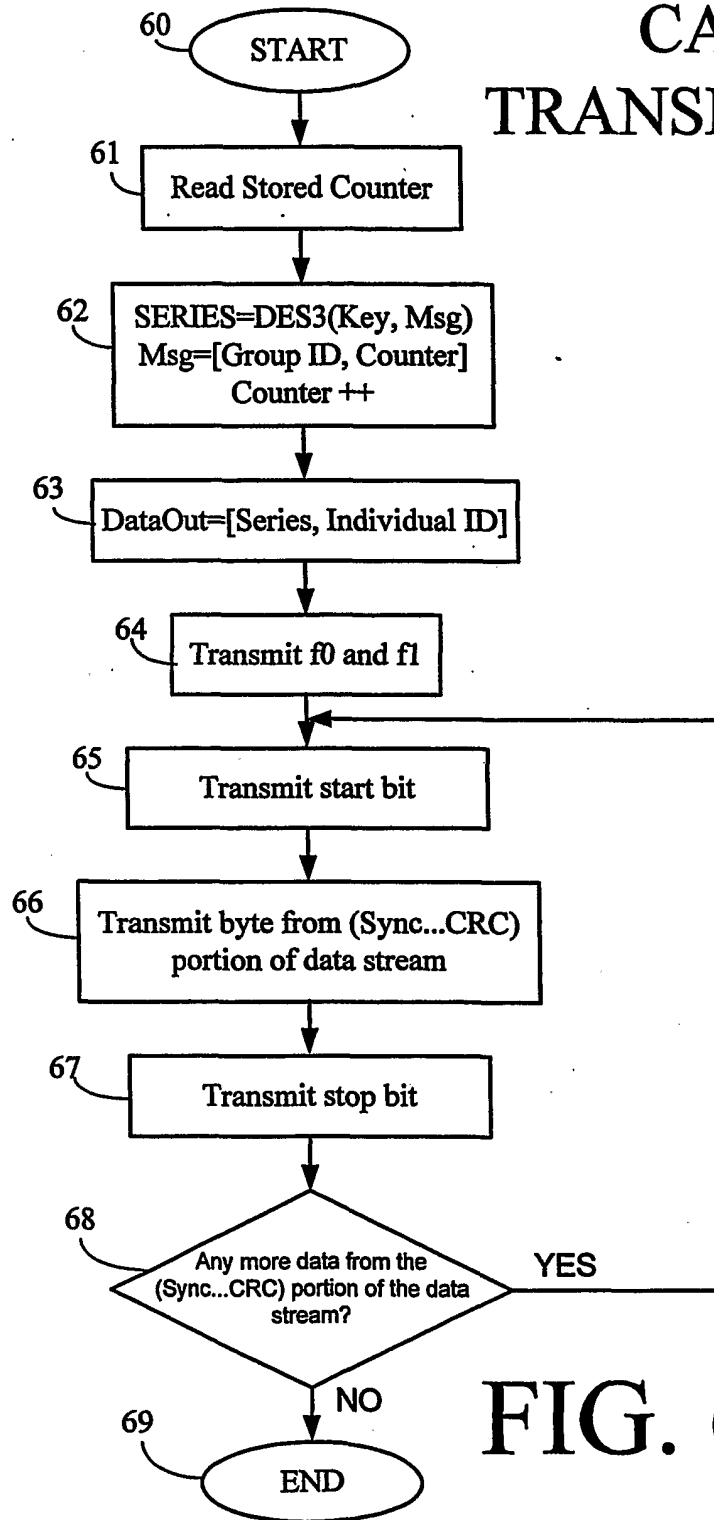 60
START
CA
TRANS
61
Read Stored Counter
62
SERIES=DES3(Key, Msg)
Msg=[Group ID, Counter]
Counter ++
63
DataOut=[Series, Individual ID]
64
Transmit f0 and f1
65
Transmit start bit
66
Transmit byte from (Sync...CRC)
portion of data stream
67
Transmit stop bit
68
Any more data from the
(Sync...CRC) portion of the data
stream?
YES
NO
FIG.
69
END